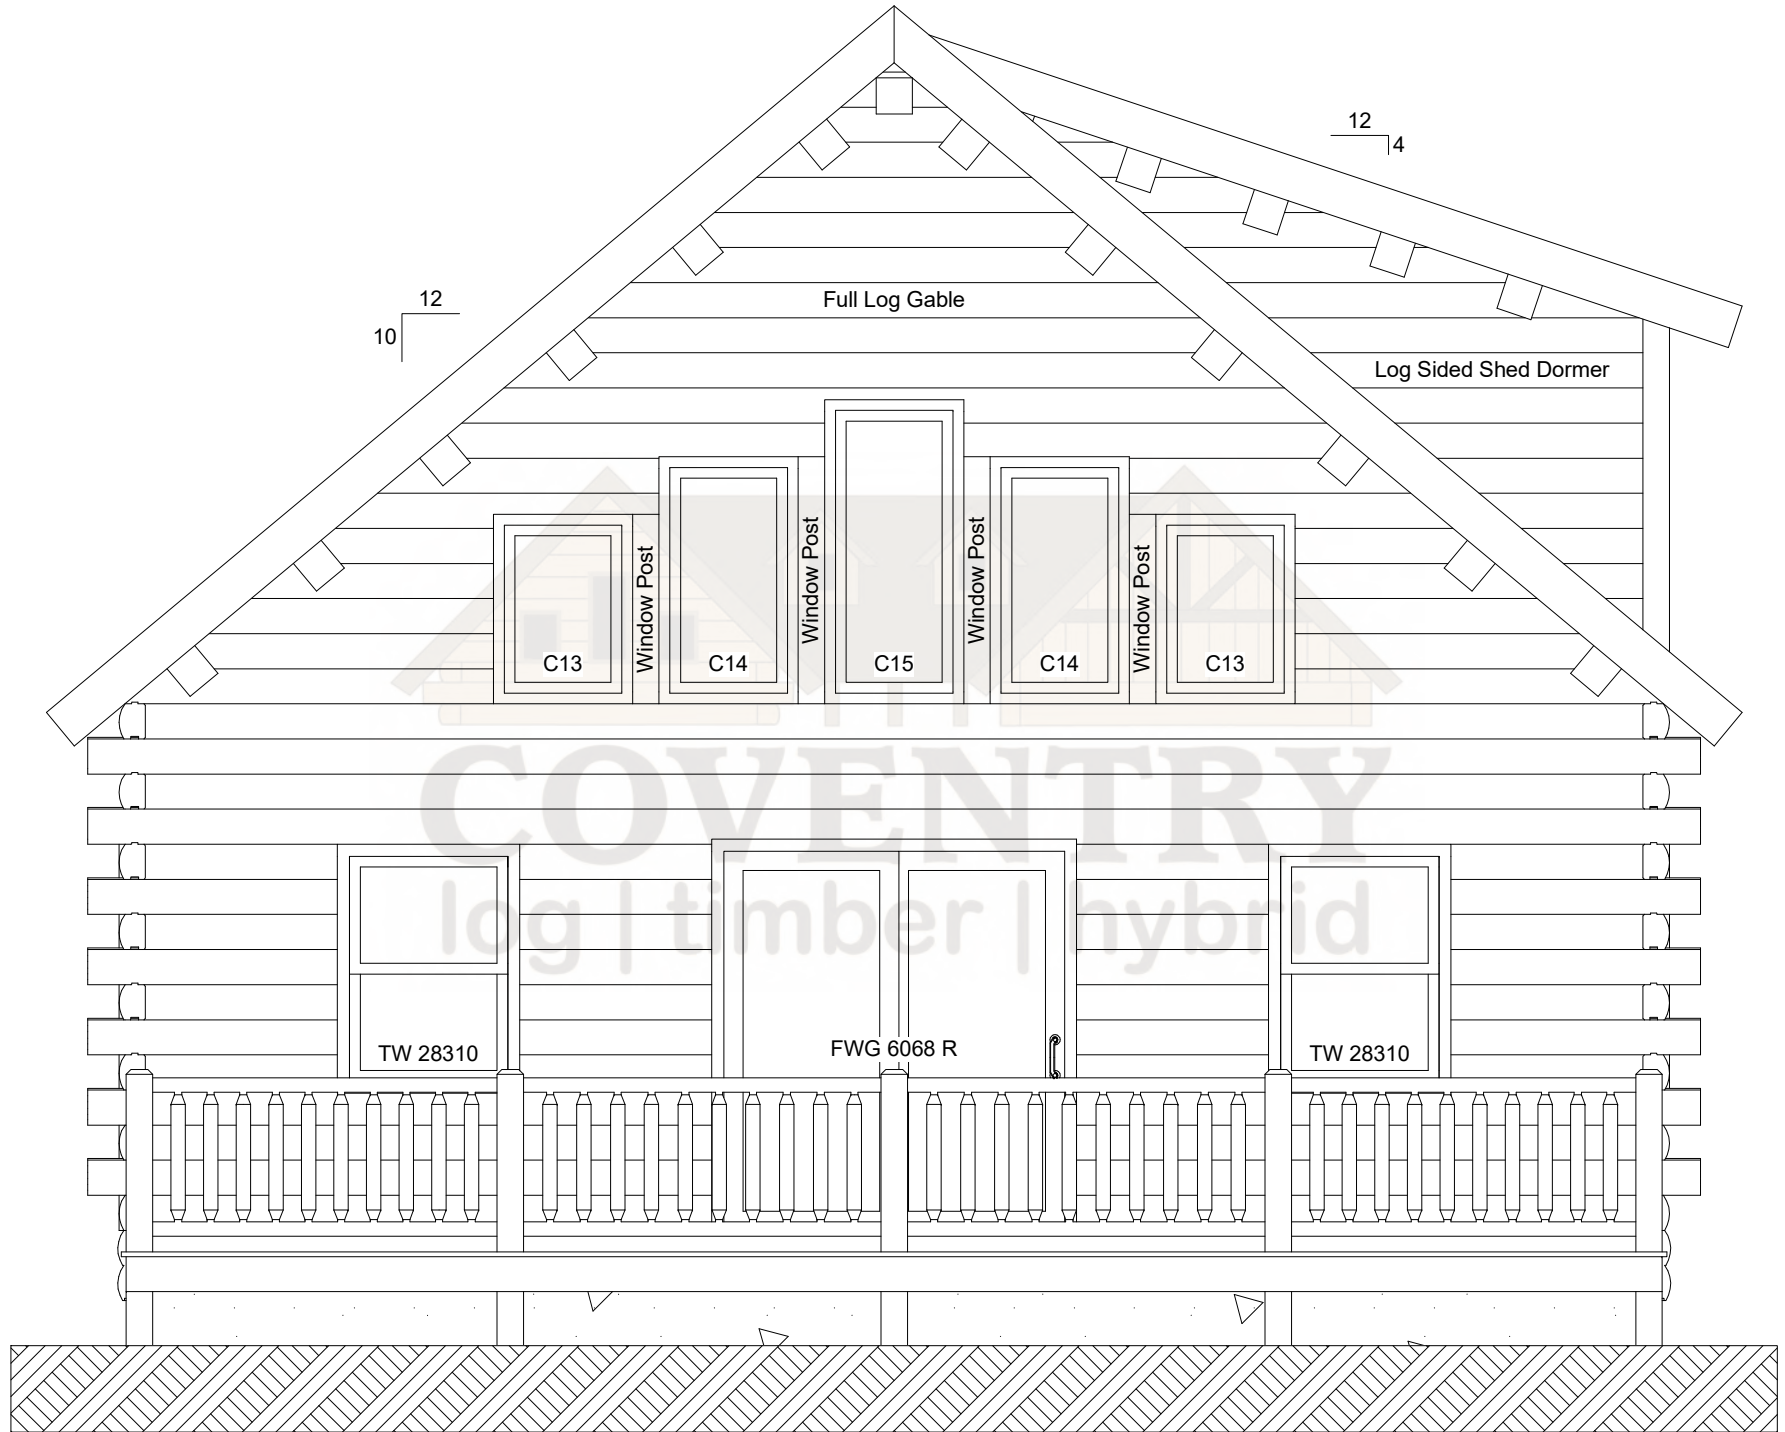 12
4
12
10
Full Log Gable
Log Sided Shed Dormer
Window Post
Window Post
Window Post
Window Post
C13
C14
C15
C14
C13
COVENTRY
log | timber | hybrid
TW 28310
FWG 6068 R
TW 28310